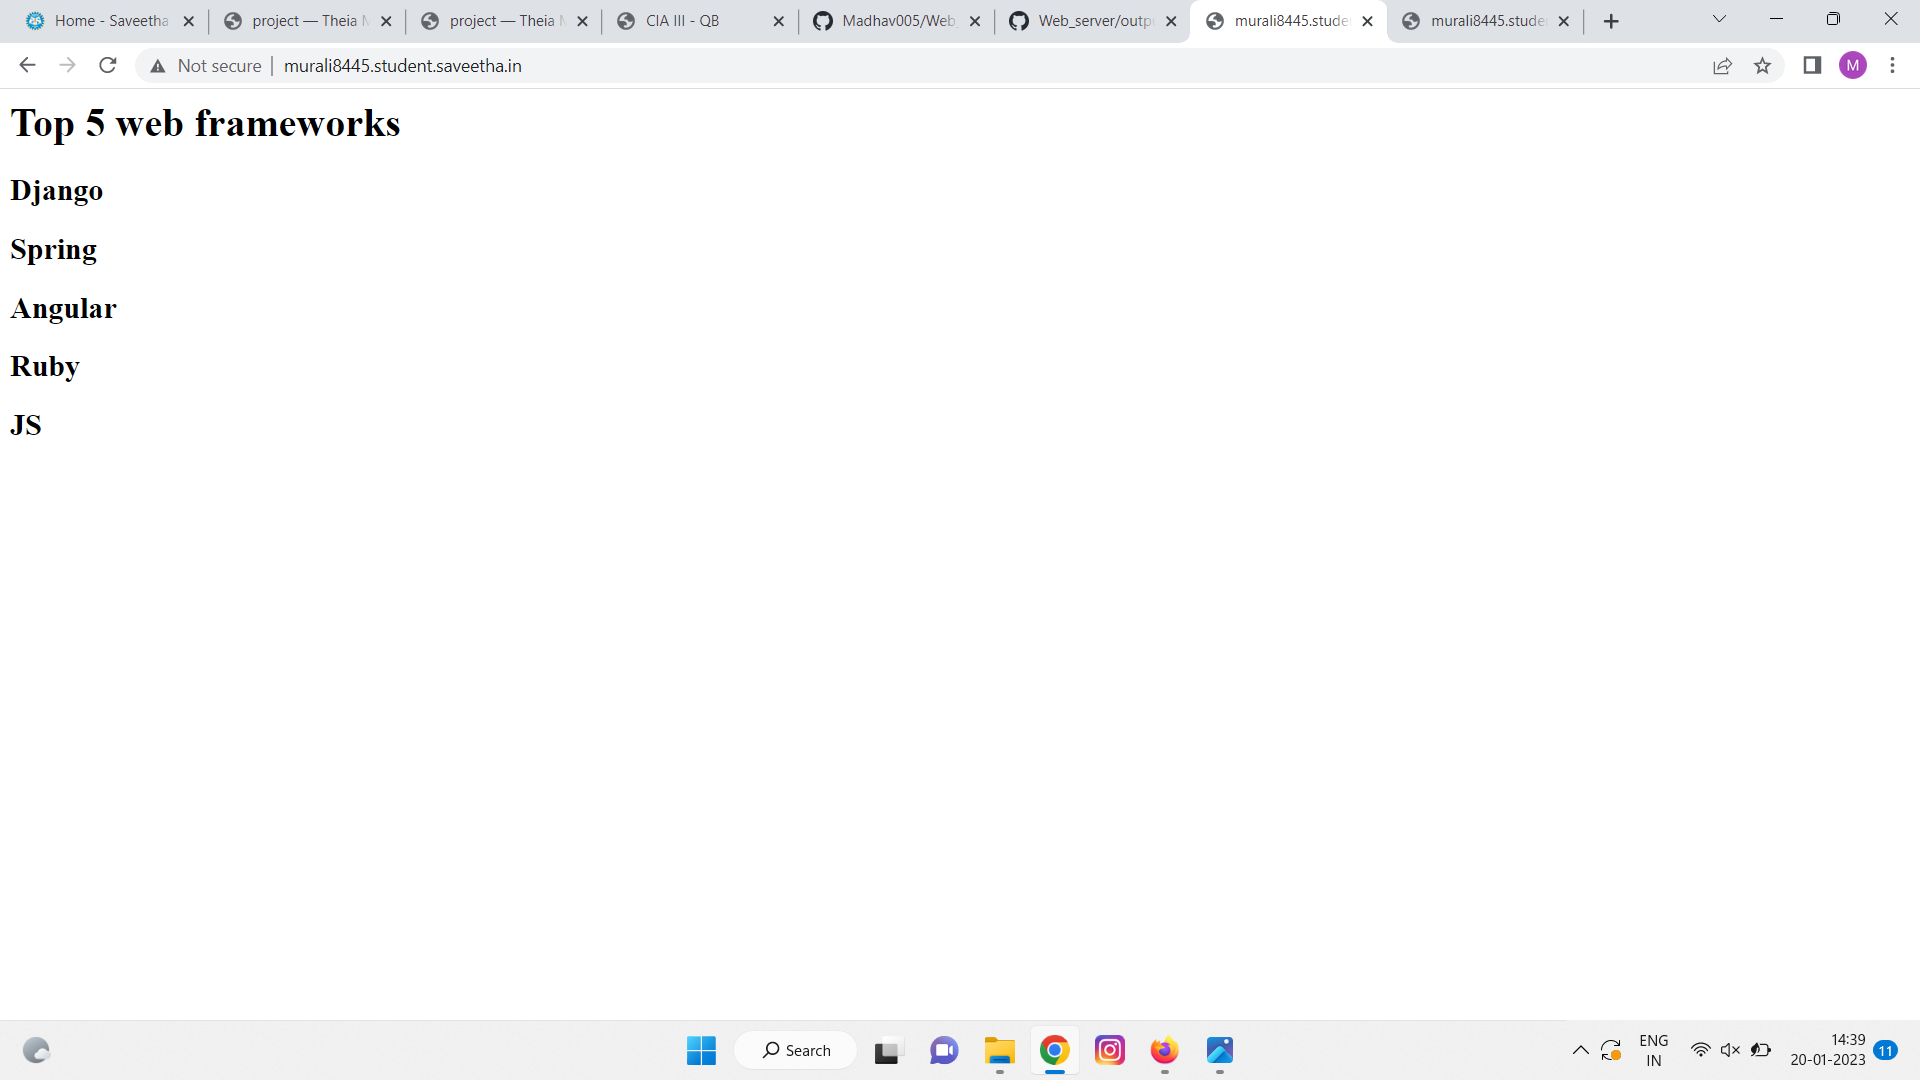 Home - Saveetha
project — Theia
project — Theia
CIA III - QB
Madhav005/Web_
Web_server/outp
murali8445.stude
murali8445.stude
Not secure
murali8445.student.saveetha.in
M
Top 5 web frameworks
Django
Spring
Angular
Ruby
JS
Search
ENG
IN
14:39
20-01-2023
11